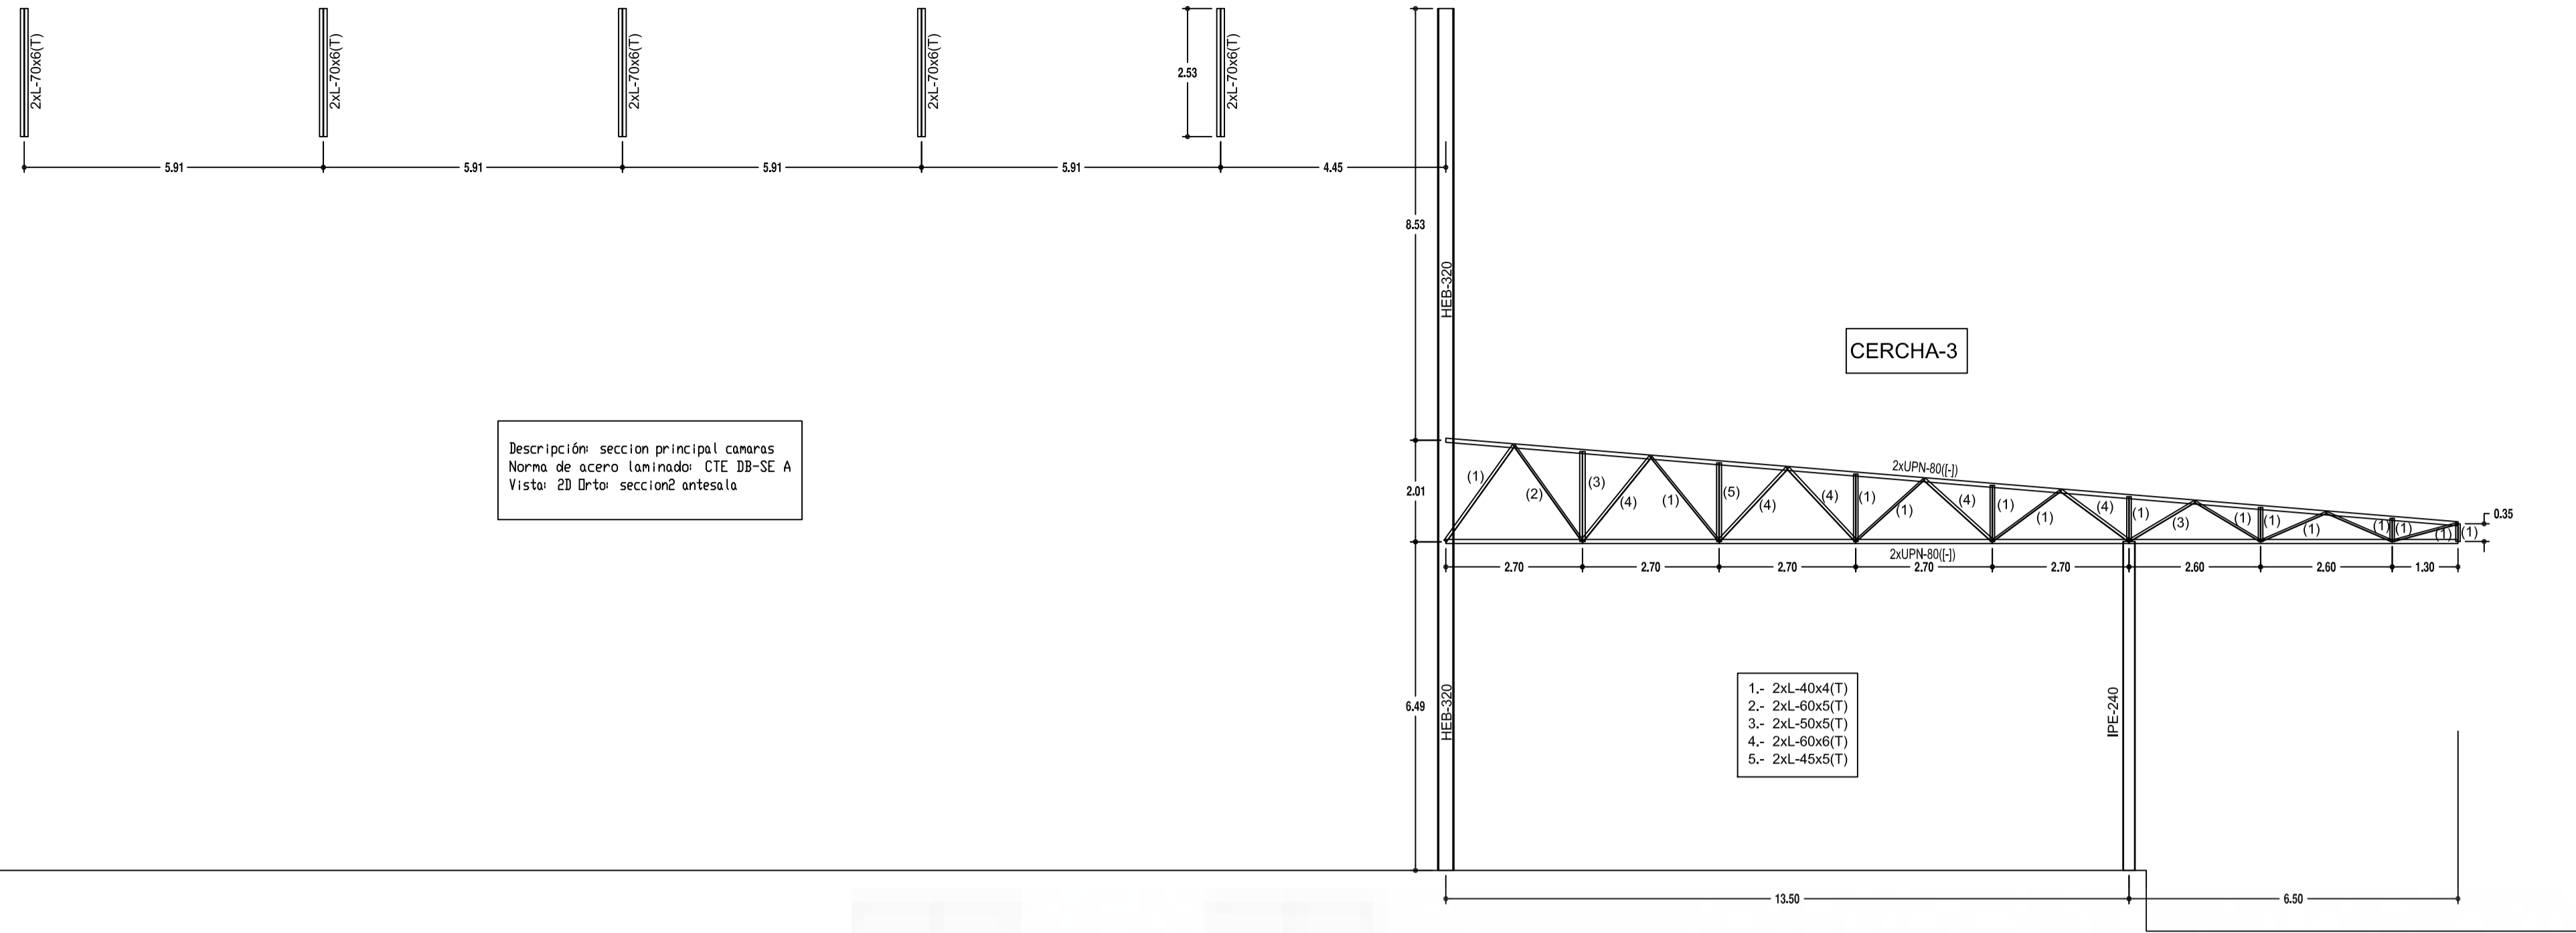 2xL-70x6(T)
2xL-70x6(T)
2xL-70x6(T)
2xL-70x6(T)
2.53
2xL-70x6(T)
5.91
5.91
5.91
5.91
4.45
8.53
HEB-320
CERCHA-3
Descripción: seccion principal camaras
Norma de acero laminado: CTE DB-SE A
Vista: 2D Orto: seccion2 antesala
2.01
2xUPN-80([-])
(1)
(2)
(3)
(4)
(1)
(5)
(4)
(4)
(1)
(1)
(4)
(1)
(1)
(4)
(1)
(3)
(1)
(1)
(1)
(1)
(1)
(1)
(1)
0.35
2xUPN-80([-])
2.70
2.70
2.70
2.70
2.70
2.60
2.60
1.30
6.49
HEB-320
1.- 2xL-40x4(T)
2.- 2xL-60x5(T)
3.- 2xL-50x5(T)
4.- 2xL-60x6(T)
5.- 2xL-45x5(T)
IPE-240
13.50
6.50